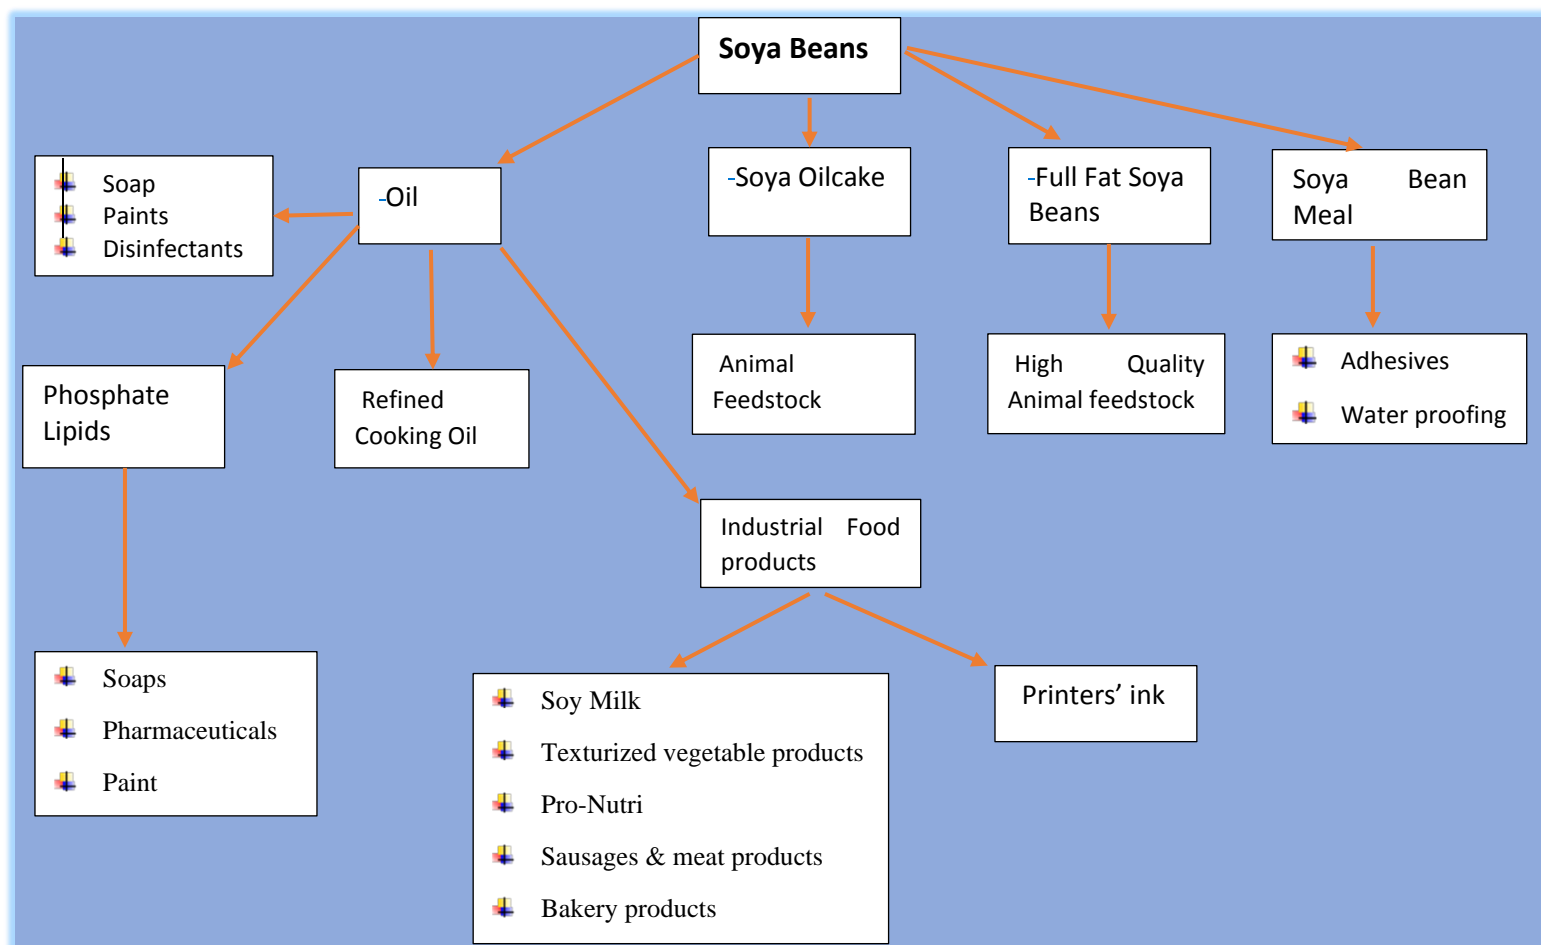 Soya Beans
Soap
Paints
Disinfectants
-Oil
-Soya Oilcake
-Full Fat Soya
Beans
Soya Bean
Meal
Phosphate
Lipids
Refined
Cooking Oil
Animal
Feedstock
High Quality
Animal feedstock
Adhesives
Water proofing
Industrial Food
products
Soaps
Pharmaceuticals
Paint
Soy Milk
Texturized vegetable products
Pro-Nutri
Sausages & meat products
Bakery products
Printers’ ink